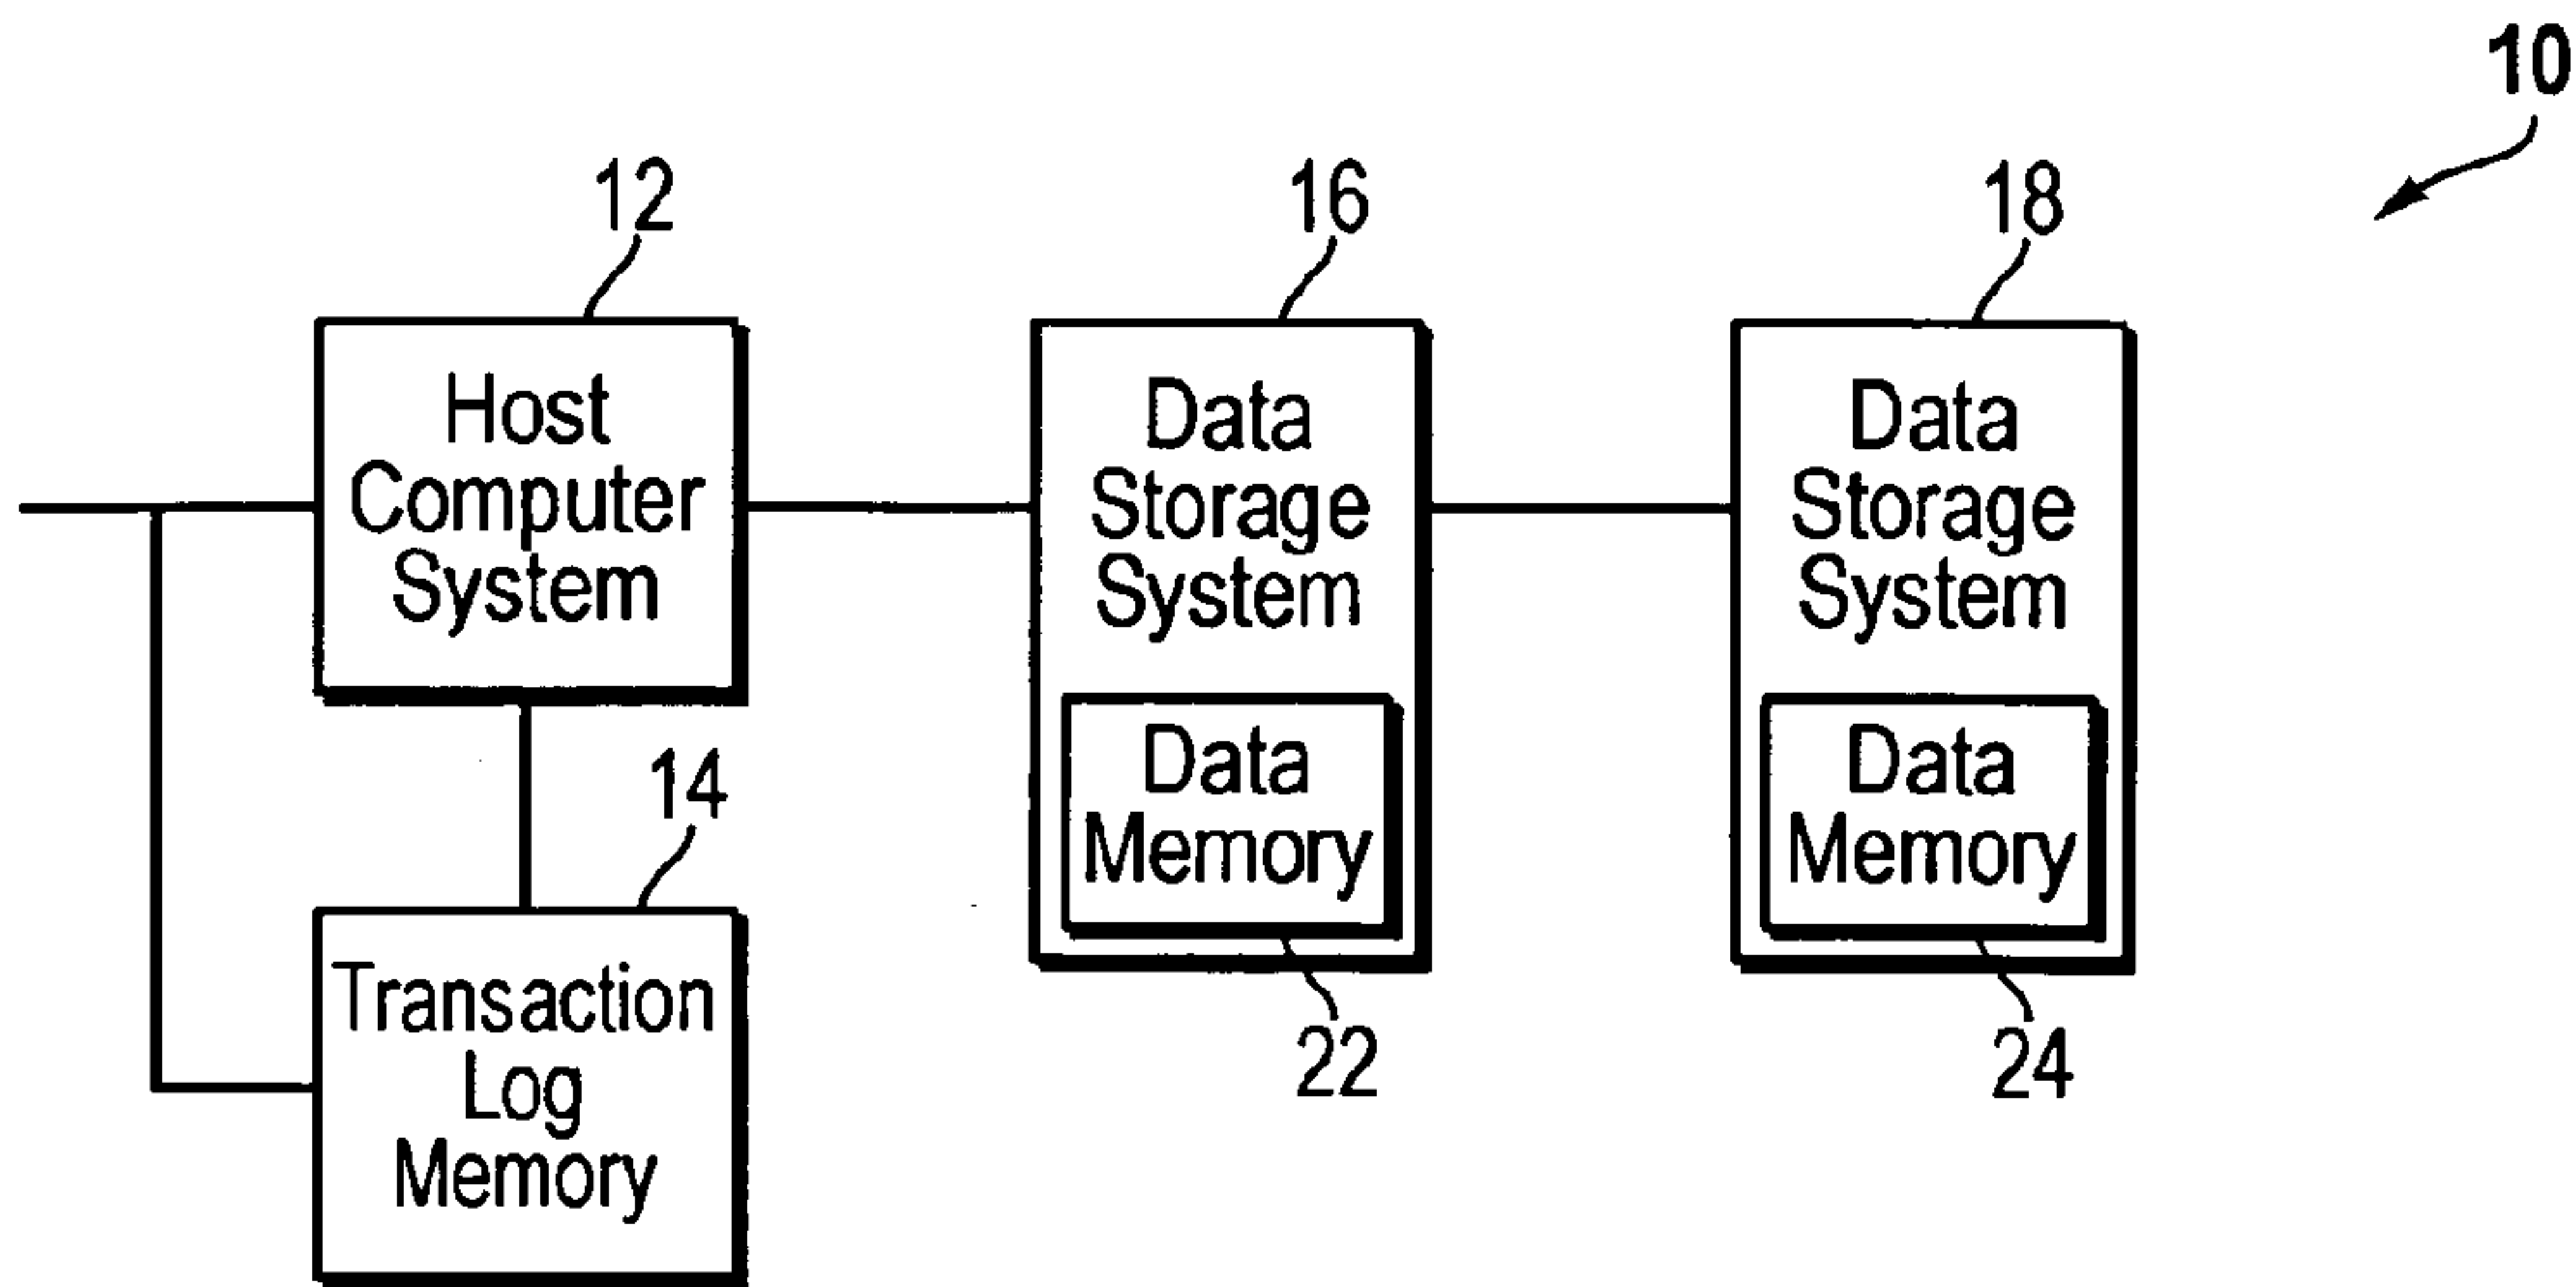 10
12
16
18
Host
Computer
System
Data
Storage
System
Data
Memory
22
Data
Storage
System
Data
Memory
24
14
Transaction
Log
Memory